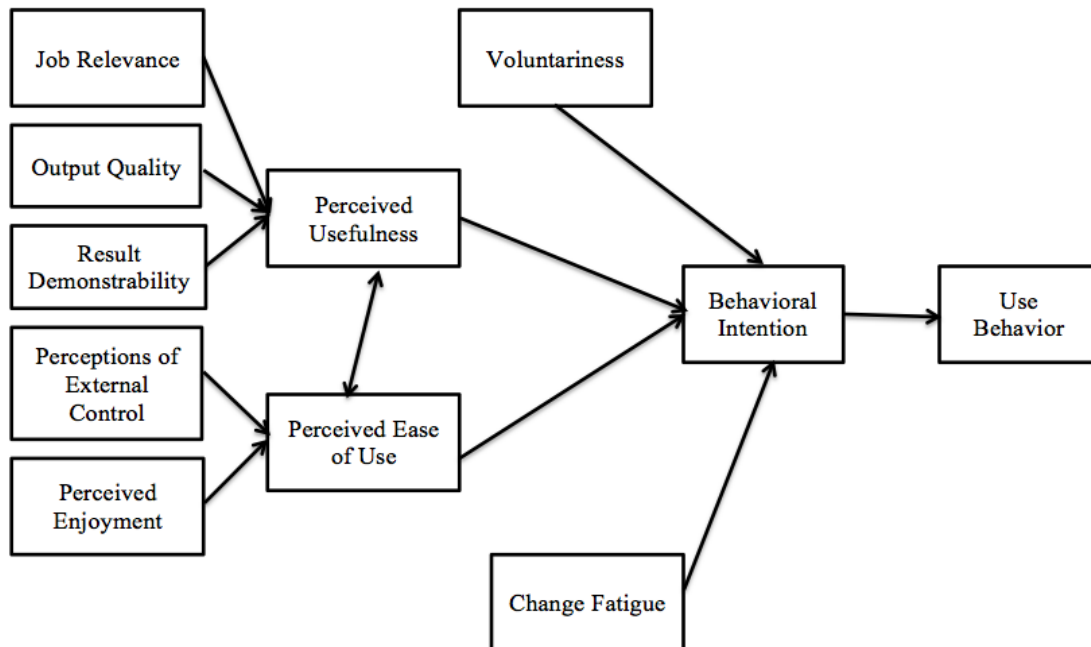 Job Relevance
Voluntariness
Output Quality
Perceived
Usefulness
Result
Demonstrability
Behavioral
Intention
Use
Behavior
Perceptions of
External
Control
Perceived Ease
of Use
Perceived
Enjoyment
Change Fatigue